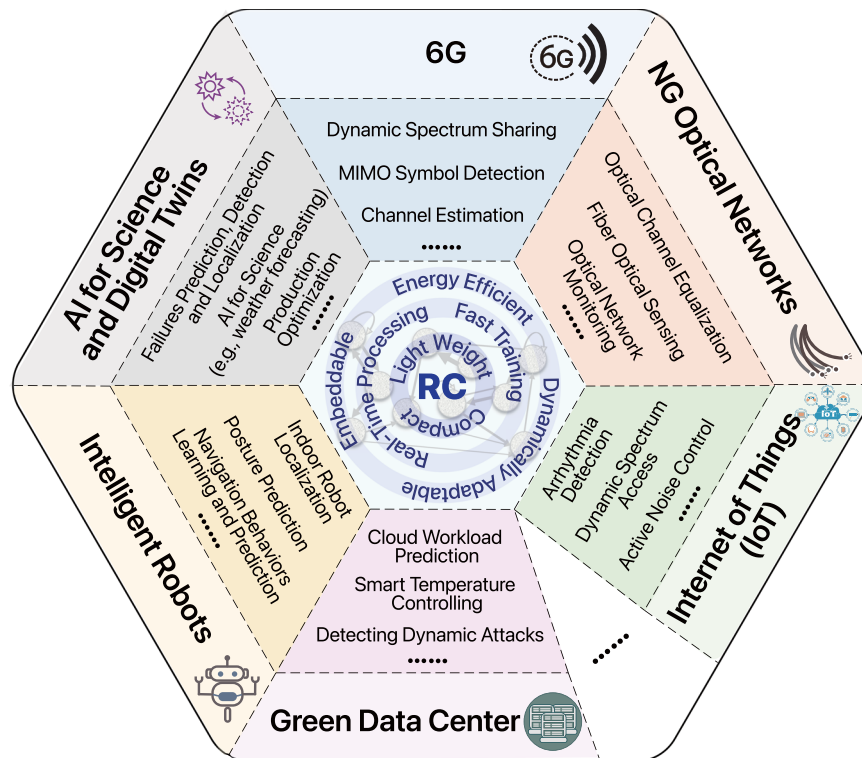 6G
6G
Dynamic Spectrum Sharing
MIMO Symbol Detection
Channel Estimation
......
NG Optical Networks
Optical Channel Equalization
Fiber Optical Sensing
Optical Network
Monitoring
......
AI for Science
and Digital Twins
Failures Prediction, Detection
and Localization
AI for Science
(e.g., weather forecasting)
Production
Optimization
......
Energy Efficient
Embeddable
Dynamically Adaptable
Real-Time Processing
Fast Training
Light Weight
Compact
RC
Internet of Things
(IoT)
IoT
Arrhythmia
Detection
Dynamic Spectrum
Access
Active Noise Control
......
Intelligent Robots
Indoor Robot
Localization
Posture Prediction
Navigation Behaviors
Learning and Prediction
......
Cloud Workload
Prediction
Smart Temperature
Controlling
Detecting Dynamic Attacks
......
Green Data Center
......